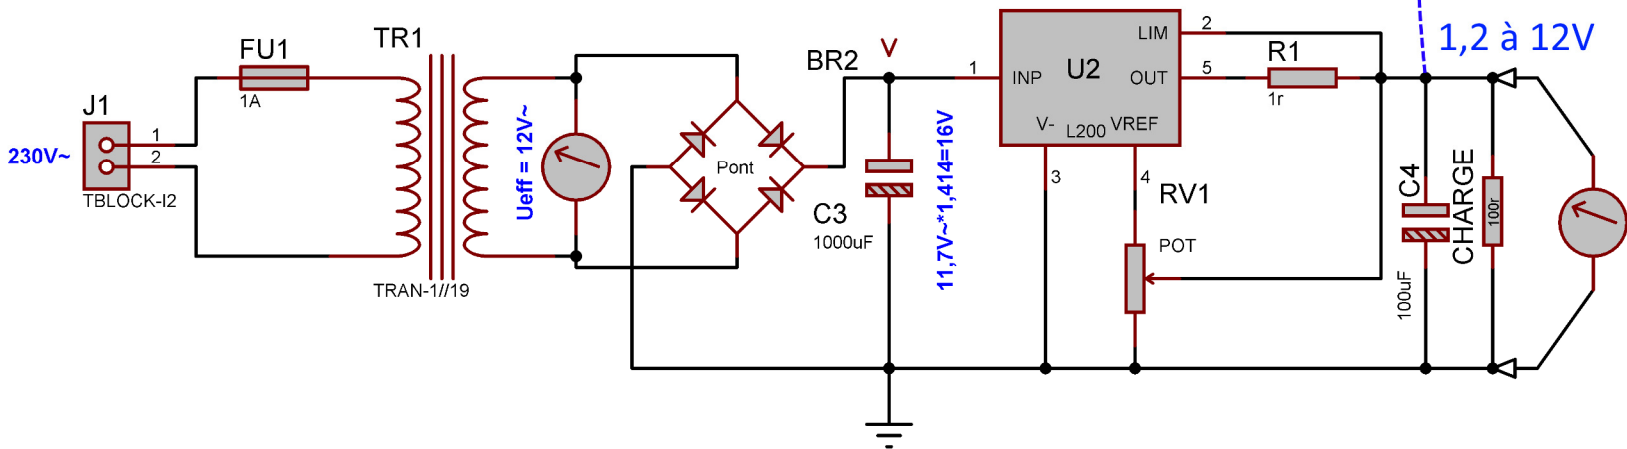 1,2 à 12V
FU1
1A
TR1
TRAN-1//19
J1
1
2
TBLOCK-I2
230V~
Ueff = 12V~
Pont
BR2
V
C3
1000uF
11,7V~*1,414=16V
1
INP
U2
LIM
2
OUT
5
V-
L200
VREF
3
4
R1
1r
RV1
POT
C4
100uF
CHARGE
100r